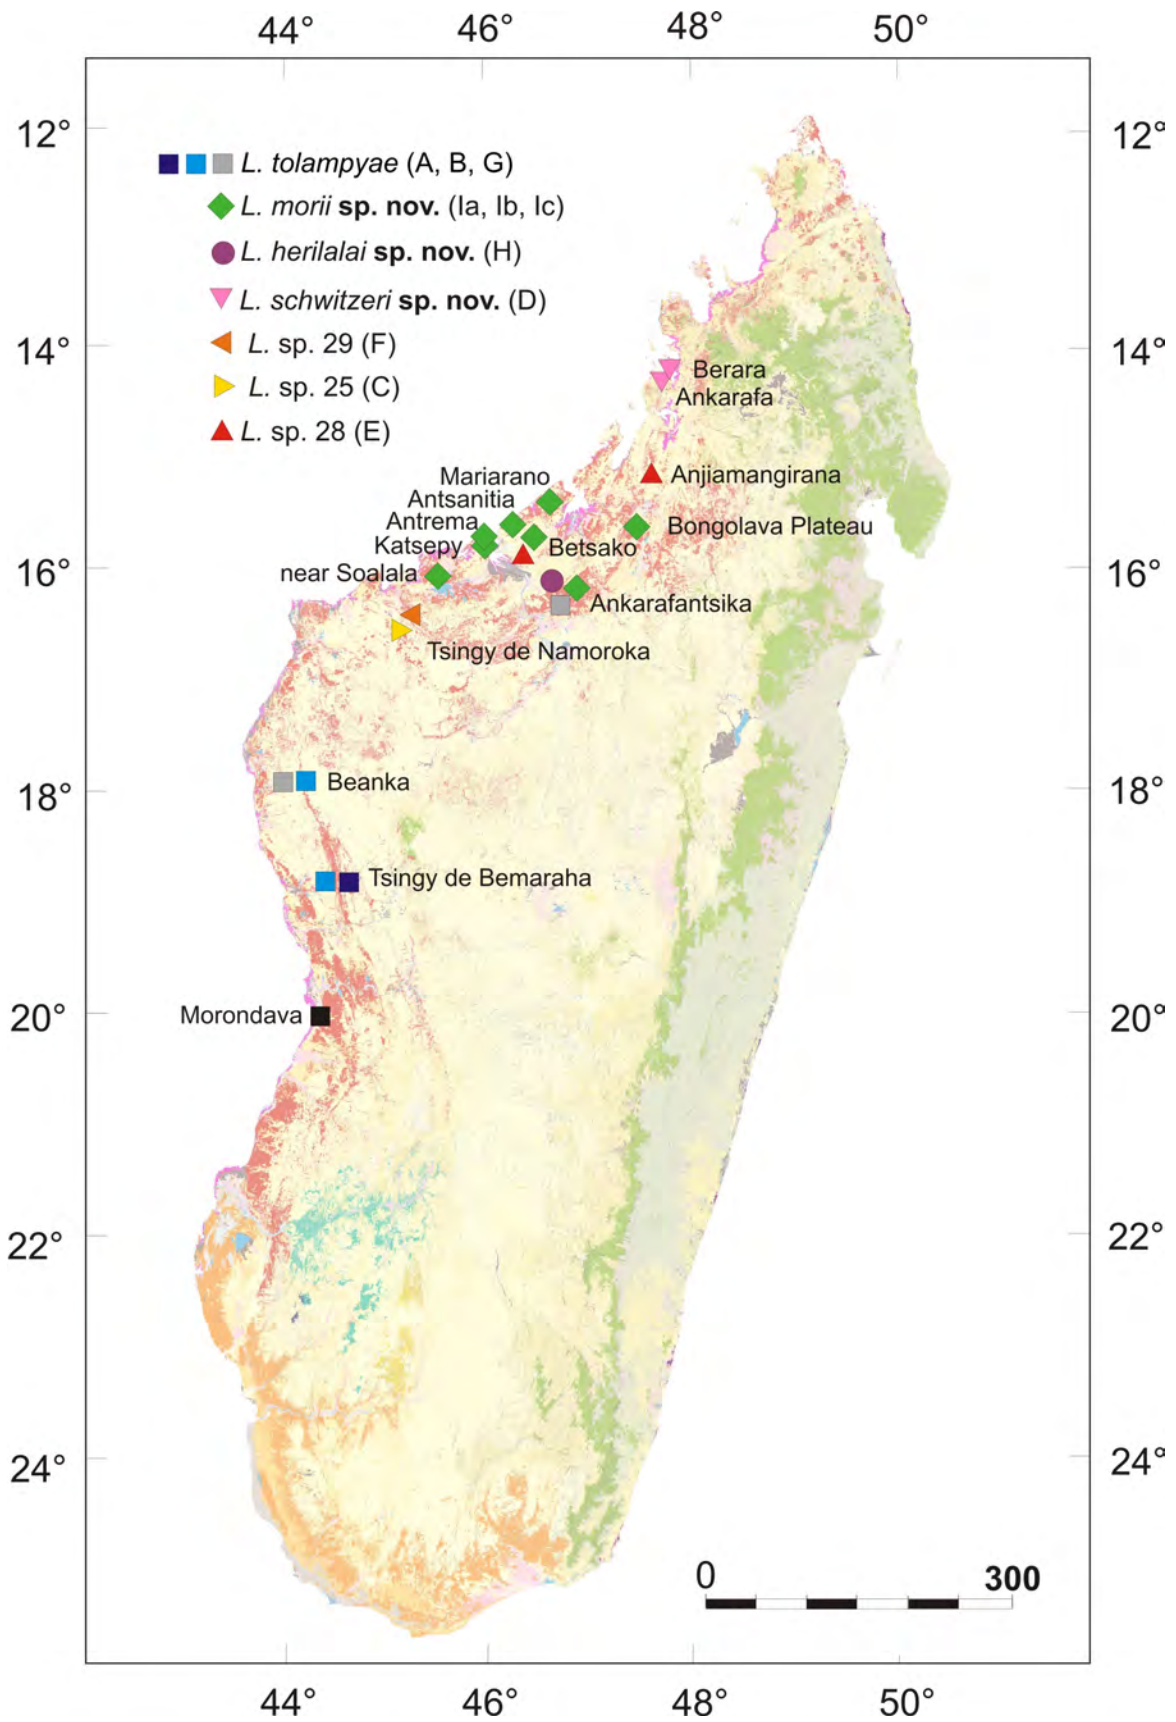 44° 46° 48° 50°
12° 12°
L. tolampyae (A, B, G)
L. morii sp. nov. (Ia, Ib, Ic)
L. herilalai sp. nov. (H)
L. schwitzeri sp. nov. (D)
L. sp. 29 (F)
14° 14°
L. sp. 25 (C)
L. sp. 28 (E)
Berara
Ankarafa
Mariarano
Anjiamangirana
Antsanitia
Antrema
Bongolava Plateau
Katsepy
Betsako
16° 16°
near Soalala
Ankarafantsika
Tsingy de Namoroka
Beanka
18° 18°
Tsingy de Bemaraha
Morondava
20° 20°
22° 22°
24° 24°
0 300
44° 46° 48° 50°